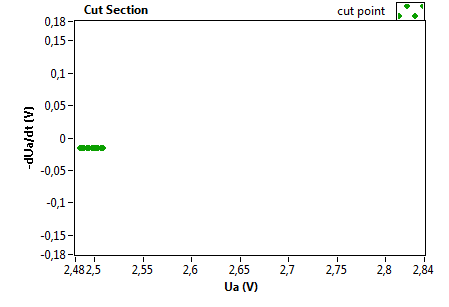 Cut Section
cut point
0,18
0,15
0,1
0,05
0
-0,05
-0,1
-0,15
-0,18
-dUa/dt (V)
2,48 2,5 2,55 2,6 2,65 2,7 2,75 2,8 2,84
Ua (V)